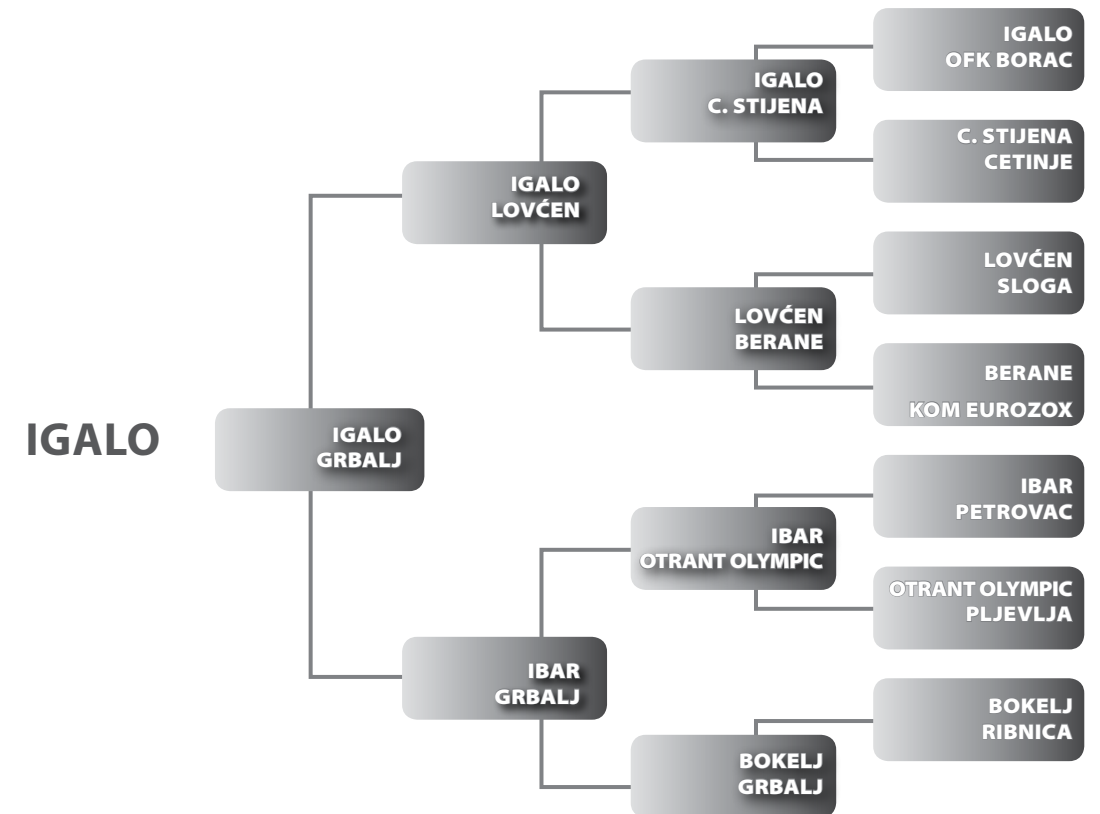 IGALO
OFK BORAC
IGALO
C. STIJENA
C. STIJENA
CETINJE
IGALO
LOVĆEN
LOVĆEN
SLOGA
LOVĆEN
BERANE
BERANE
KOM EUROZOX
IGALO
IGALO
GRBALJ
IBAR
PETROVAC
IBAR
OTRANT OLYMPIC
OTRANT OLYMPIC
PLJEVLJA
IBAR
GRBALJ
BOKELJ
RIBNICA
BOKELJ
GRBALJ